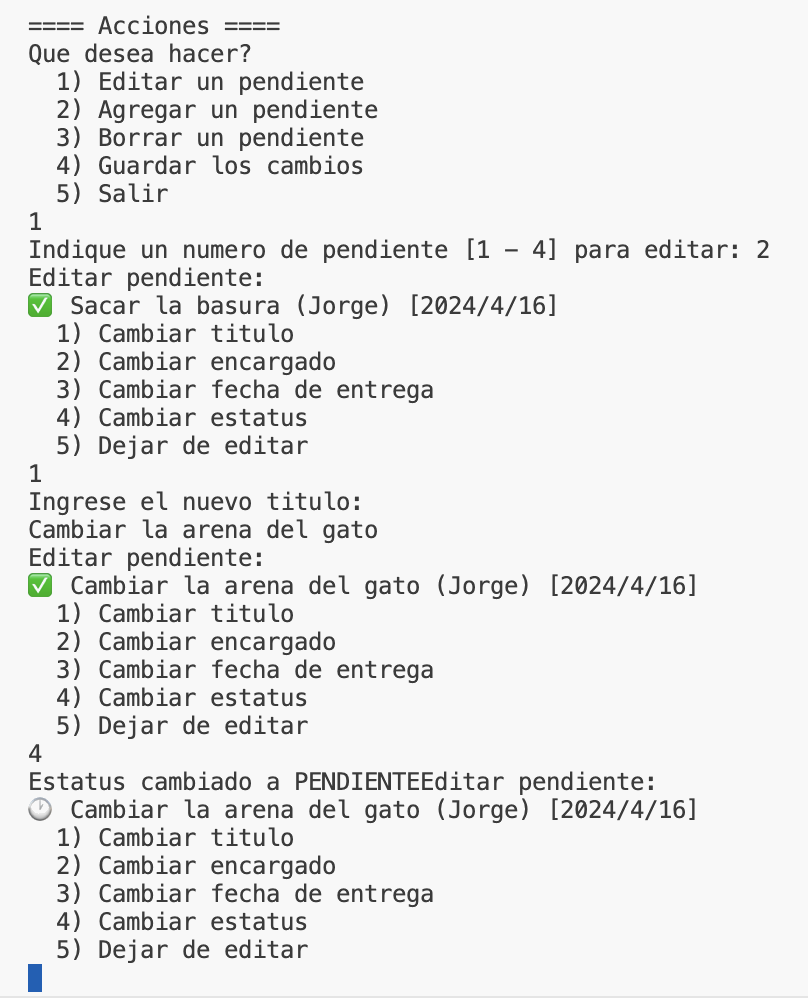 ==== Acciones ====
Que desea hacer?
  1) Editar un pendiente
  2) Agregar un pendiente
  3) Borrar un pendiente
  4) Guardar los cambios
  5) Salir
1
Indique un numero de pendiente [1 - 4] para editar: 2
Editar pendiente:
✅ Sacar la basura (Jorge) [2024/4/16]
  1) Cambiar titulo
  2) Cambiar encargado
  3) Cambiar fecha de entrega
  4) Cambiar estatus
  5) Dejar de editar
1
Ingrese el nuevo titulo:
Cambiar la arena del gato
Editar pendiente:
✅ Cambiar la arena del gato (Jorge) [2024/4/16]
  1) Cambiar titulo
  2) Cambiar encargado
  3) Cambiar fecha de entrega
  4) Cambiar estatus
  5) Dejar de editar
4
Estatus cambiado a PENDIENTEEditar pendiente:
🕐 Cambiar la arena del gato (Jorge) [2024/4/16]
  1) Cambiar titulo
  2) Cambiar encargado
  3) Cambiar fecha de entrega
  4) Cambiar estatus
  5) Dejar de editar